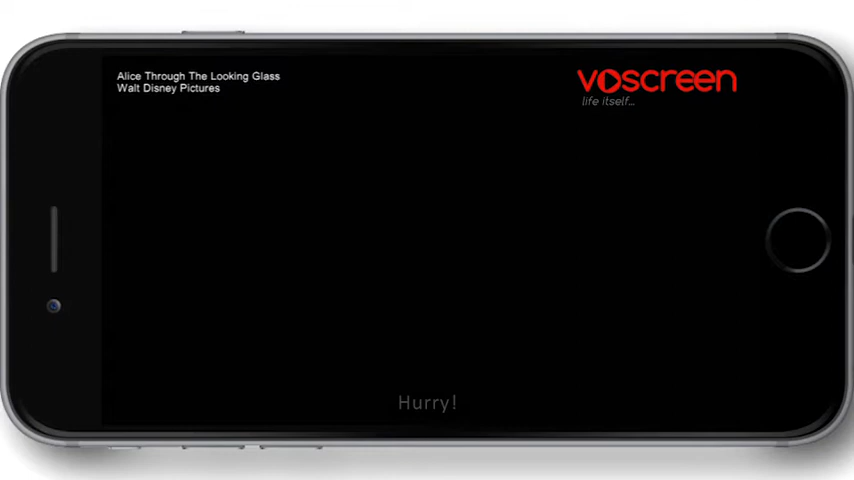 Alice Through The Looking Glass
Walt Disney Pictures
voscreen
life itself...
Hurry!